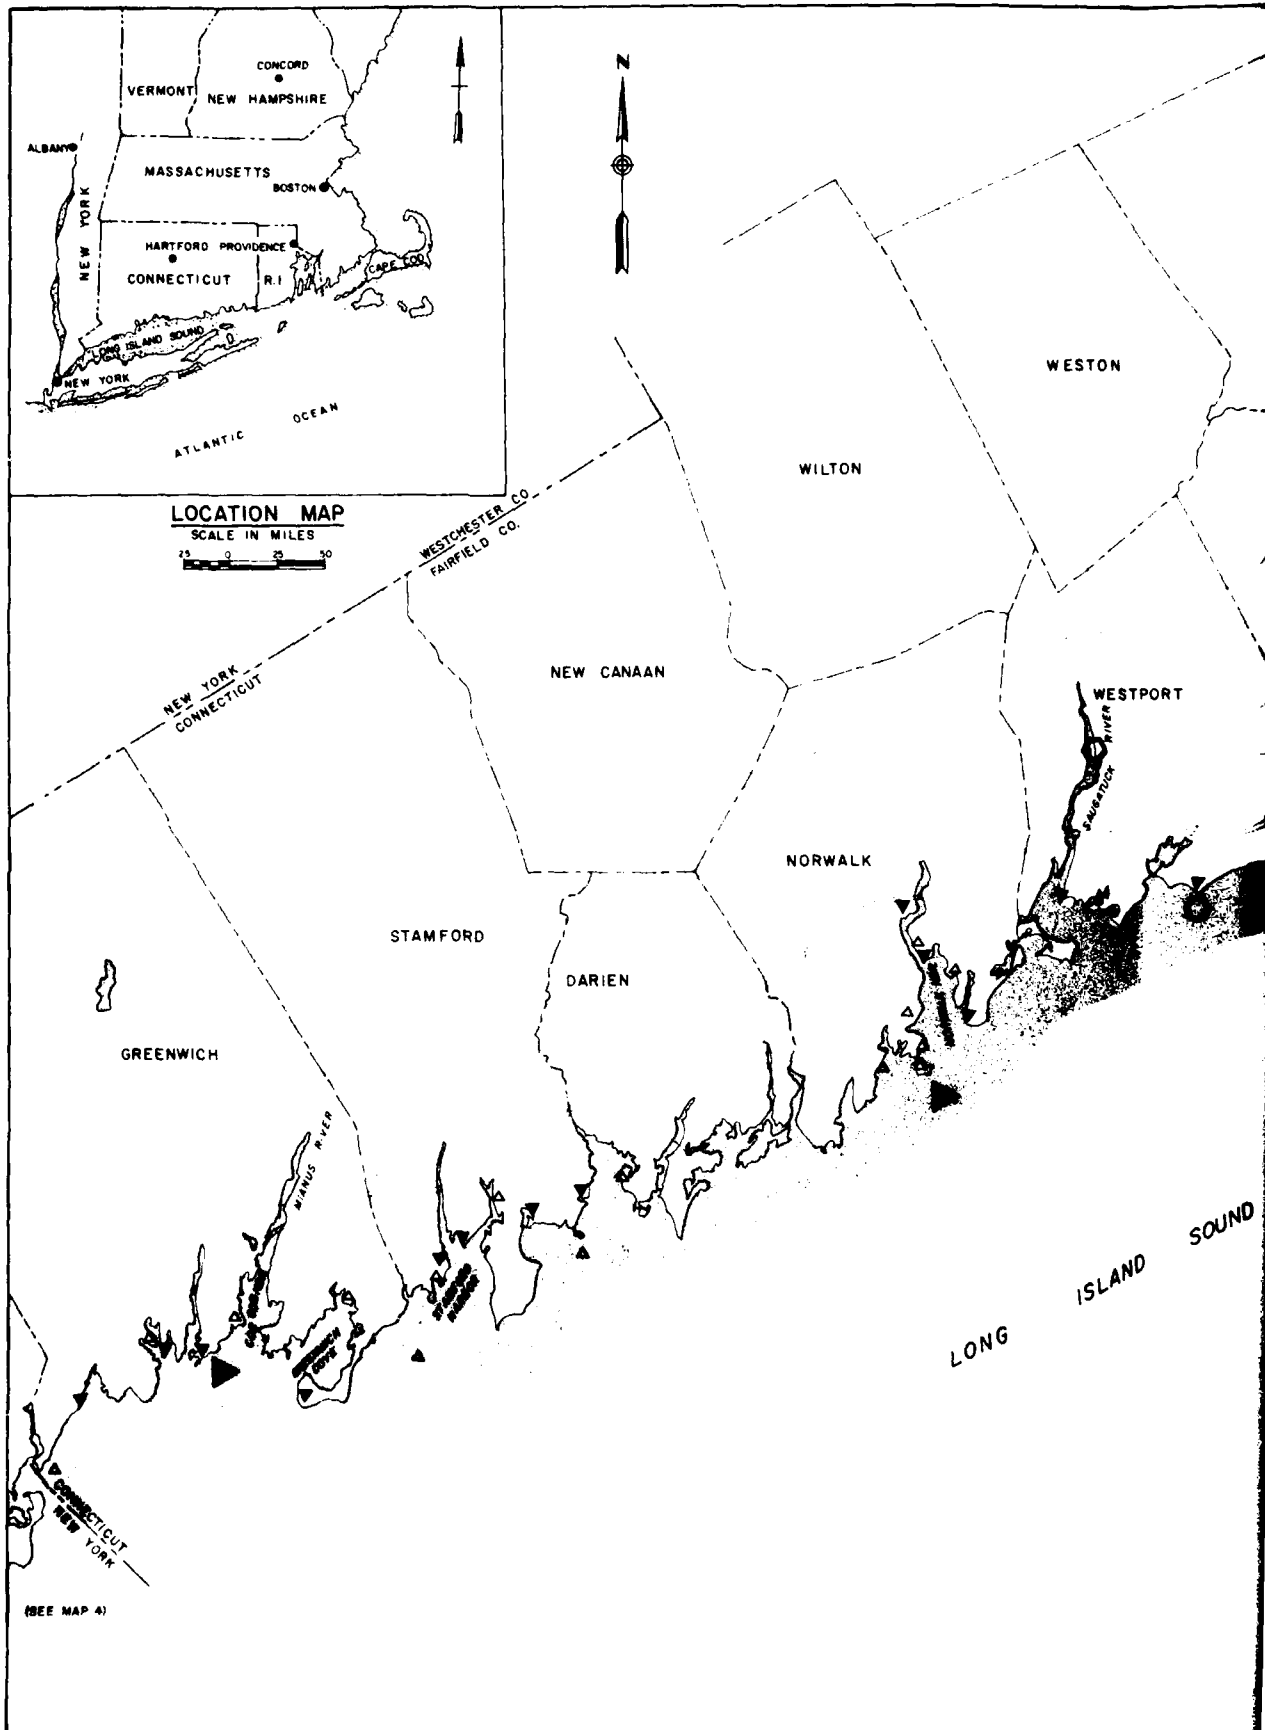 CONCORD
VERMONT
NEW HAMPSHIRE
ALBANY
MASSACHUSETTS
BOSTON
NEW YORK
HARTFORD
PROVIDENCE
CONNECTICUT
R.I
CAPE COD
LONG ISLAND SOUND
NEW YORK
ATLANTIC OCEAN
LOCATION MAP
SCALE IN MILES
25 0 25 50
N
WESTON
WILTON
WESTCHESTER CO.
FAIRFIELD CO.
NEW CANAAN
NEW YORK
CONNECTICUT
WESTPORT
SAUGATUCK RIVER
NORWALK
STAMFORD
DARIEN
GREENWICH
MIANUS RIVER
STAMFORD
HARBOR
GREENWICH
COVE
LONG ISLAND SOUND
CONNECTICUT
NEW YORK
(SEE MAP 4)